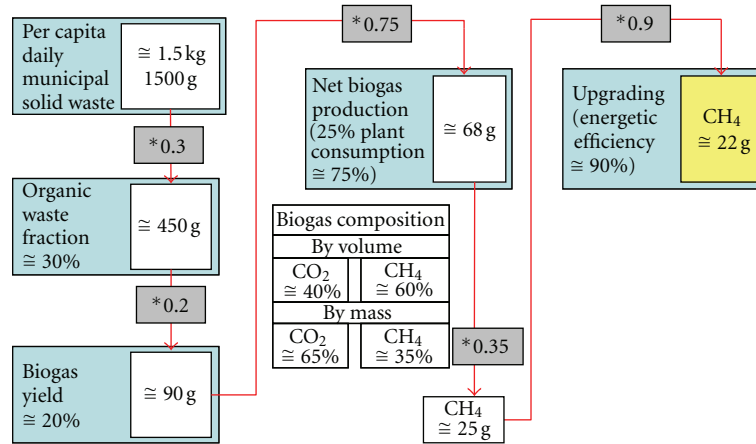 Per capita
daily
municipal
solid waste
≅ 1.5 kg
1500 g
*0.3
Organic
waste
fraction
≅ 30%
≅ 450 g
*0.2
Biogas
yield
≅ 20%
≅ 90 g
*0.75
Net biogas
production
(25% plant
consumption
≅ 75%)
≅ 68 g
Biogas composition
By volume
CO₂
≅ 40%
CH₄
≅ 60%
By mass
CO₂
≅ 65%
CH₄
≅ 35%
*0.35
CH₄
≅ 25 g
*0.9
Upgrading
(energetic
efficiency
≅ 90%)
CH₄
≅ 22 g